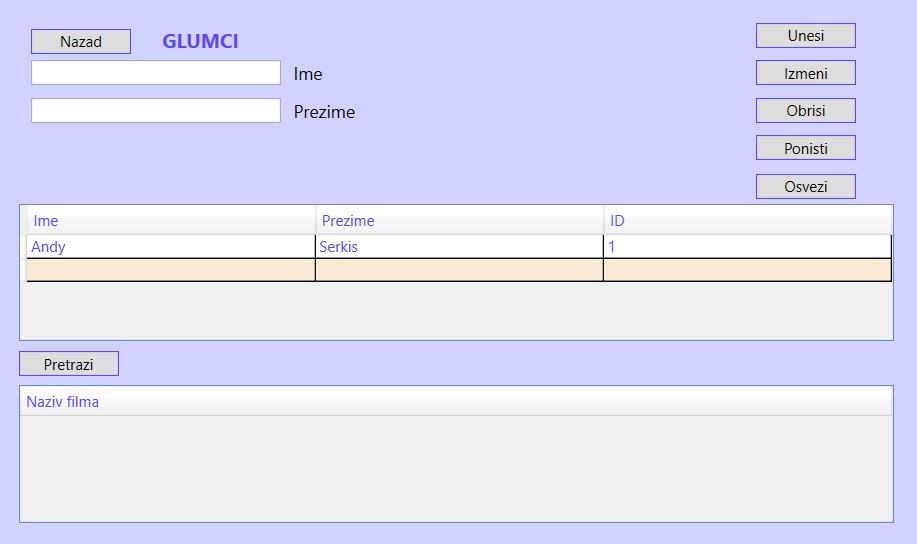 Nazad GLUMCI
Unesi
Ime
Izmeni
Prezime
Obrisi
Ponisti
Osvezi
Ime Prezime ID
Andy Serkis 1
Pretrazi
Naziv filma